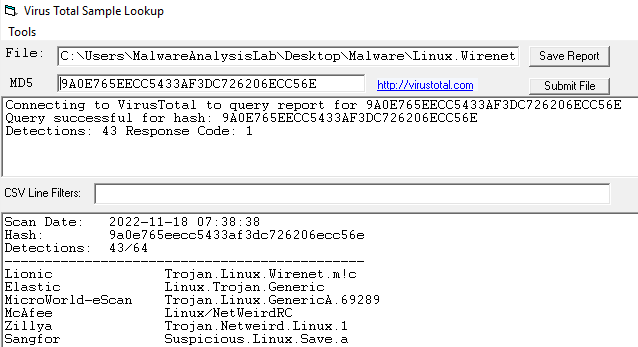 Virus Total Sample Lookup
Tools
File: C:\Users\MalwareAnalysisLab\Desktop\Malware\Linux.Wirenet Save Report
MD5 9A0E765EECC5433AF3DC726206ECC56E http://virustotal.com Submit File
Connecting to VirusTotal to query report for 9A0E765EECC5433AF3DC726206ECC56E
Query successful for hash: 9A0E765EECC5433AF3DC726206ECC56E
Detections: 43 Response Code: 1
CSV Line Filters:
Scan Date: 2022-11-18 07:38:38
Hash: 9a0e765eecc5433af3dc726206ecc56e
Detections: 43/64
--------------------------------------------------
Lionic Trojan.Linux.Wirenet.m!c
Elastic Linux.Trojan.Generic
MicroWorld-eScan Trojan.Linux.GenericA.69289
McAfee Linux/NetWeirdRC
Zillya Trojan.Netweird.Linux.1
Sangfor Suspicious.Linux.Save.a